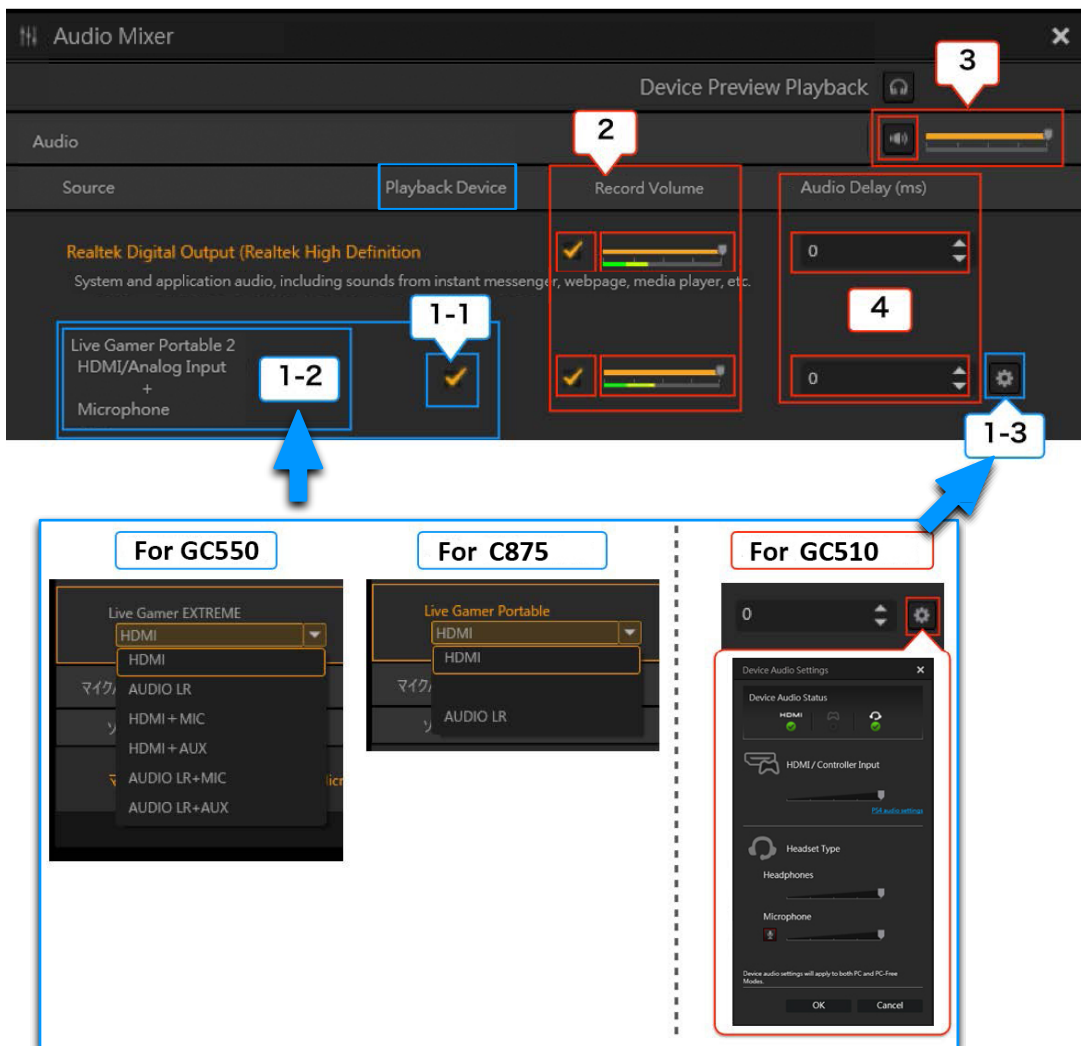 Audio Mixer
Device Preview Playback
3
Audio
2
Source
Playback Device
Record Volume
Audio Delay (ms)
Realtek Digital Output (Realtek High Definition
0
System and application audio, including sounds from instant messenger, webpage, media player, etc.
1-1
4
Live Gamer Portable 2
HDMI/Analog Input
+
Microphone
1-2
0
1-3
For GC550
Live Gamer EXTREME
HDMI
HDMI
マイク/
AUDIO LR
HDMI + MIC
HDMI + AUX
AUDIO LR+MIC
AUDIO LR+AUX
For C875
Live Gamer Portable
HDMI
HDMI
マイク/
AUDIO LR
For GC510
0
Device Audio Settings
Device Audio Status
HDMI
HDMI / Controller Input
PS4 audio settings
Headset Type
Headphones
Microphone
Device audio settings will apply to both PC and PC-Free
Modes.
OK
Cancel